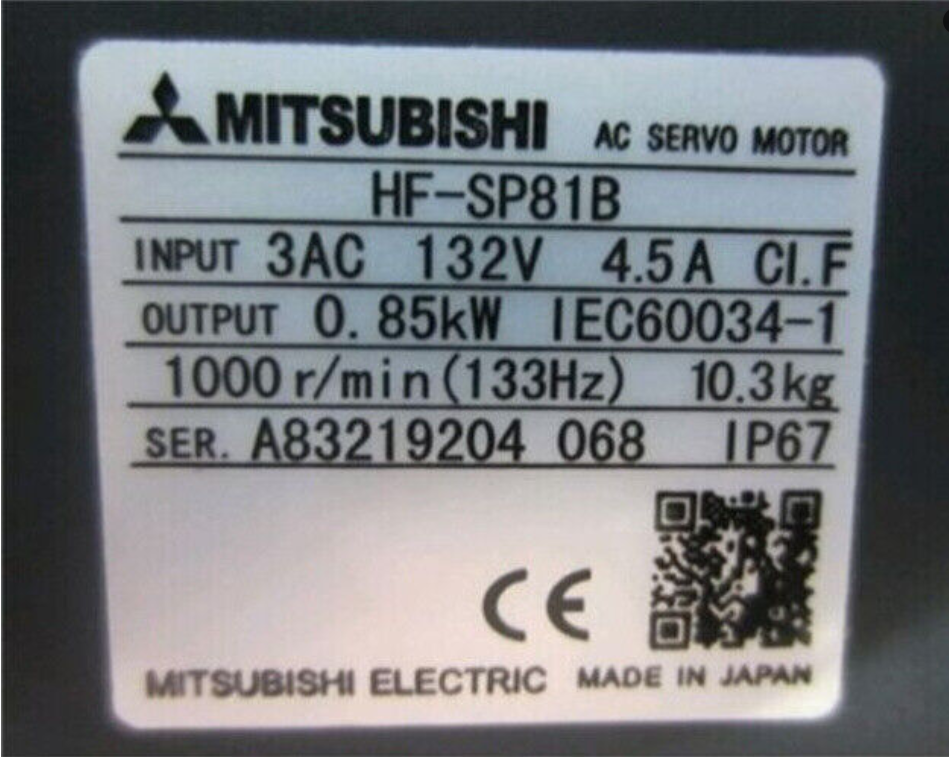 MITSUBISHI AC SERVO MOTOR
HF-SP81B
INPUT 3AC 132V 4.5A CI.F
OUTPUT 0.85kW IEC60034-1
1000r/min(133Hz) 10.3kg
SER. A83219204 068 IP67
CE
MITSUBISHI ELECTRIC MADE IN JAPAN